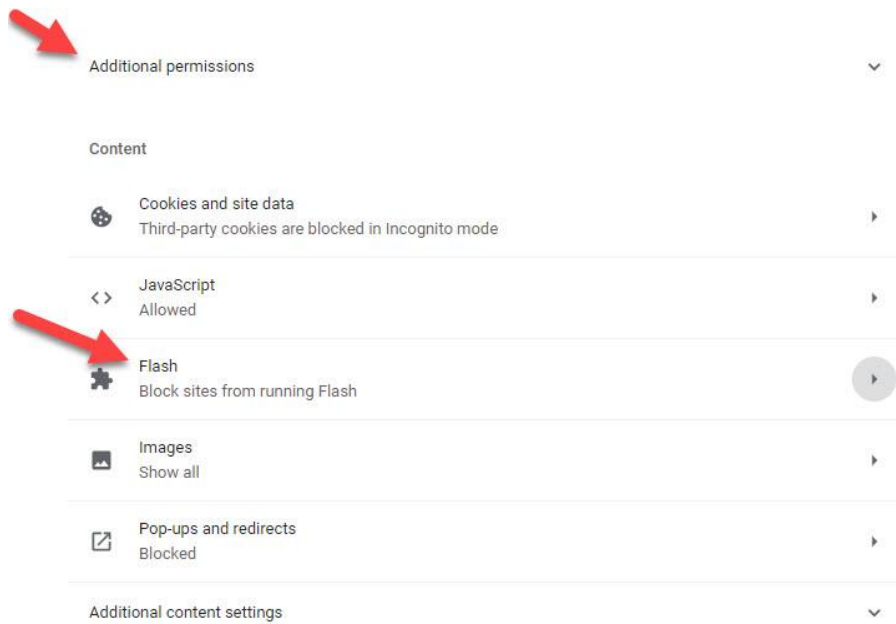 Additional permissions
Content
Cookies and site data
Third-party cookies are blocked in Incognito mode
JavaScript
Allowed
Flash
Block sites from running Flash
Images
Show all
Pop-ups and redirects
Blocked
Additional content settings